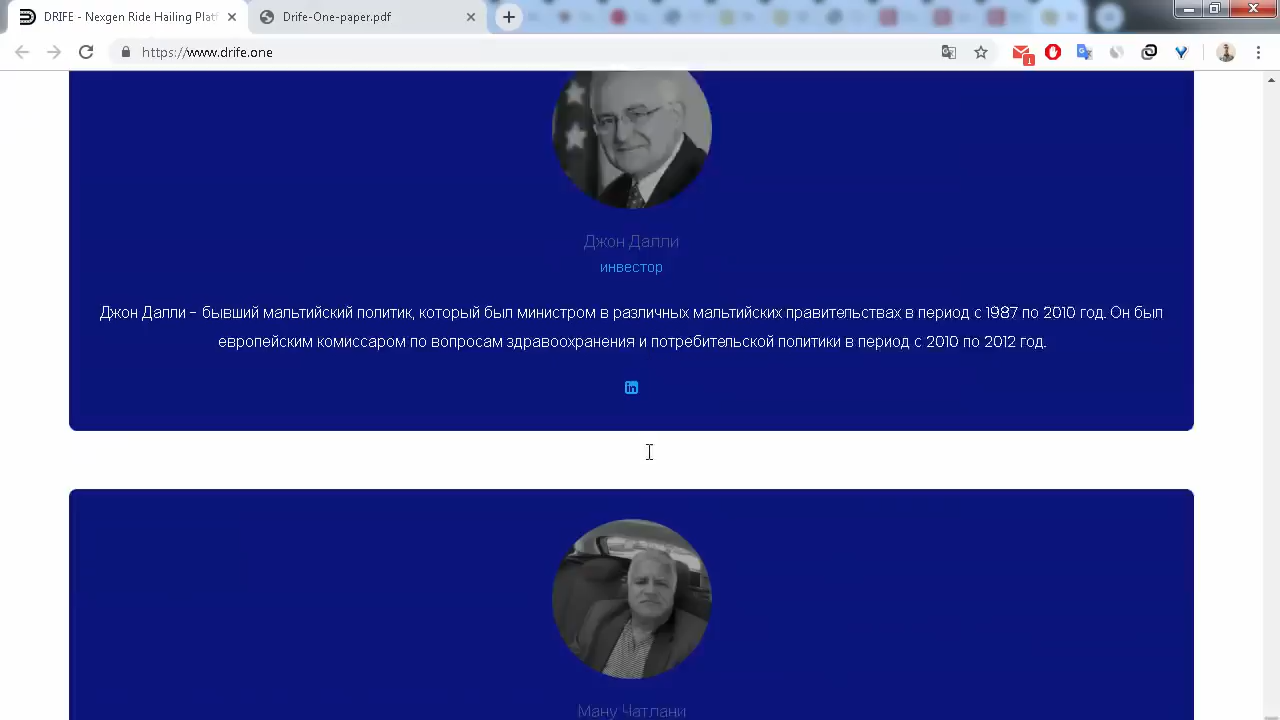 DRIFE - Nexgen Ride Hailing Platf
Drife-One-paper.pdf
https://www.drife.one
1
Джон Далли
инвестор
Джон Далли - бывший мальтийский политик, который был министром в различных мальтийских правительствах в период с 1987 по 2010 год. Он был
европейским комиссаром по вопросам здравоохранения и потребительской политики в период с 2010 по 2012 год.
in
Ману Чатлани